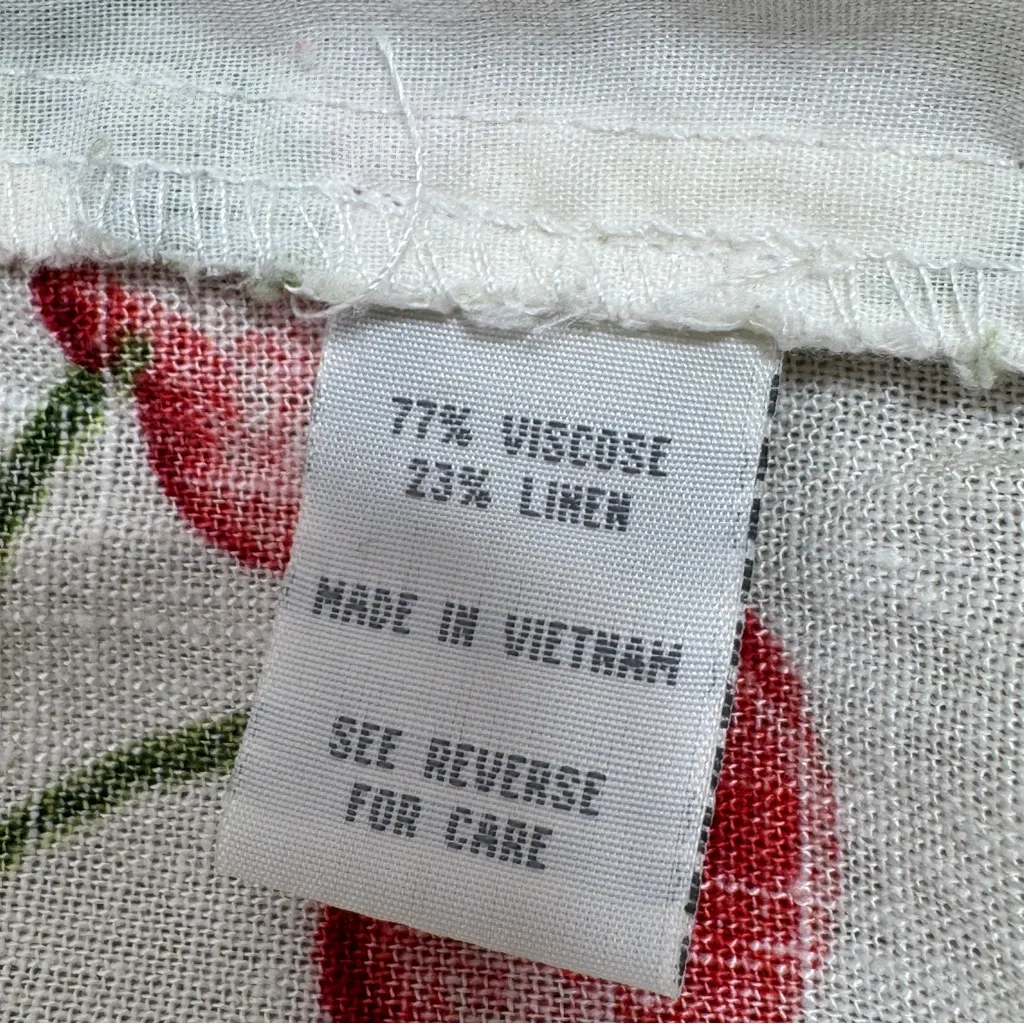 77% VISCOSE
23% LINEN
MADE IN VIETNAM
SEE REVERSE
FOR CARE